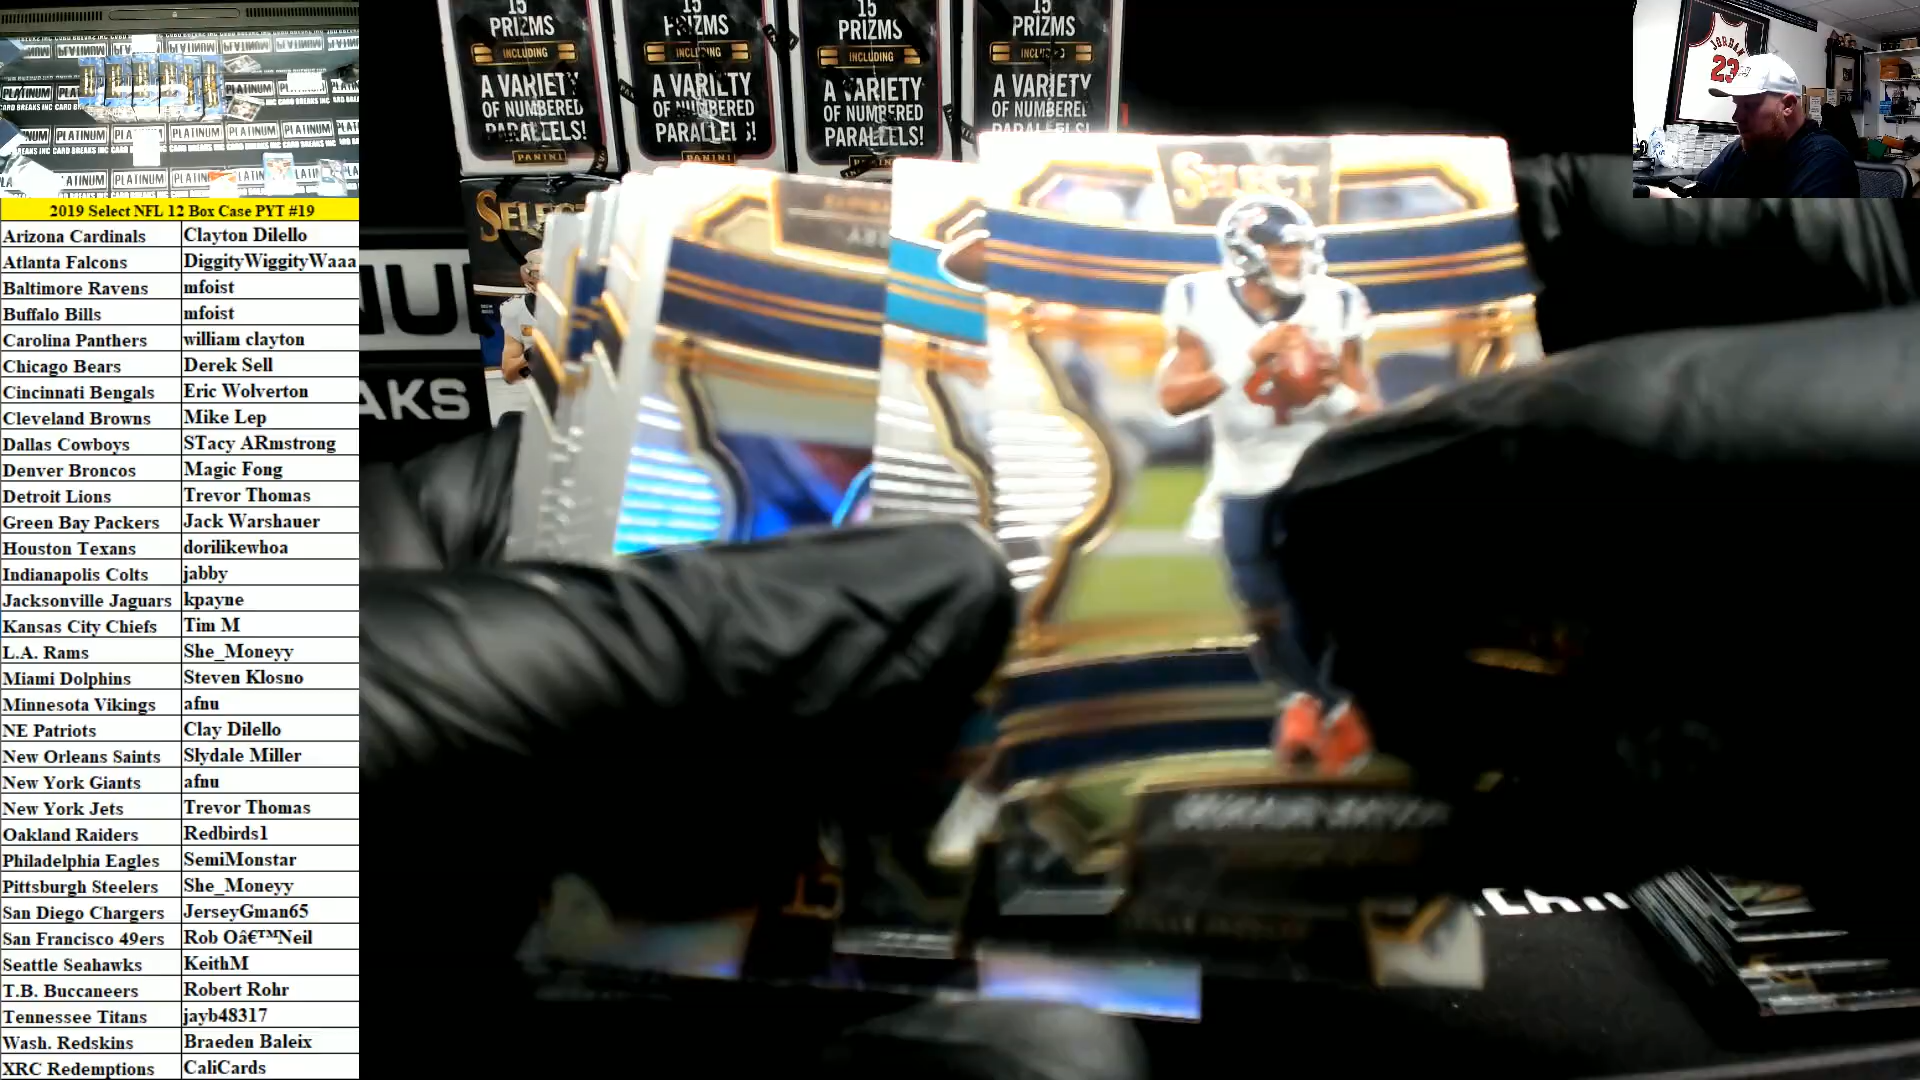 15
PRIZMS
INCLUDING
A VARIETY
OF NUMBERED
PARALLELS!
PANINI
15
PRIZMS
INCLUDING
A VARIETY
OF NUMBERED
PARALLELS!
PANINI
15
PRIZMS
INCLUDING
A VARIETY
OF NUMBERED
PARALLELS!
PANINI
15
PRIZMS
INCLUDING
A VARIETY
OF NUMBERED
PARALLELS!
JORDAN
23
PLATINUM
CARD BREAKS INC
PLATINUM PLATINUM PLATINUM
PLATINUM PLATINUM
SELECT
SELECT
2019 Select NFL 12 Box Case PYT #19
Arizona Cardinals Clayton Dilello
Atlanta Falcons DiggityWiggityWaaa
Baltimore Ravens mfoist
Buffalo Bills mfoist
Carolina Panthers william clayton
Chicago Bears Derek Sell
Cincinnati Bengals Eric Wolverton
Cleveland Browns Mike Lep
Dallas Cowboys STacy ARmstrong
Denver Broncos Magic Fong
Detroit Lions Trevor Thomas
Green Bay Packers Jack Warshauer
Houston Texans dorilikewhoa
Indianapolis Colts jabby
Jacksonville Jaguars kpayne
Kansas City Chiefs Tim M
L.A. Rams She_Moneyy
Miami Dolphins Steven Klosno
Minnesota Vikings afnu
NE Patriots Clay Dilello
New Orleans Saints Slydale Miller
New York Giants afnu
New York Jets Trevor Thomas
Oakland Raiders Redbirds1
Philadelphia Eagles SemiMonstar
Pittsburgh Steelers She_Moneyy
San Diego Chargers JerseyGman65
San Francisco 49ers Rob Oâ€™Neil
Seattle Seahawks KeithM
T.B. Buccaneers Robert Rohr
Tennessee Titans jayb48317
Wash. Redskins Braeden Baleix
XRC Redemptions CaliCards